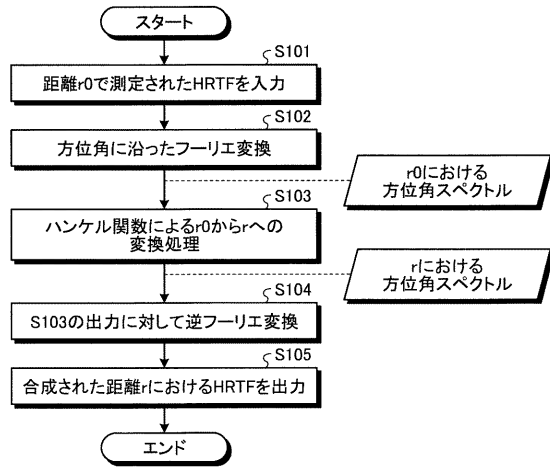 スタート
S101
距離r0で測定されたHRTFを入力
S102
方位角に沿ったフーリエ変換
r0における
方位角スペクトル
S103
ハンケル関数によるr0からrへの
変換処理
rにおける
方位角スペクトル
S104
S103の出力に対して逆フーリエ変換
S105
合成された距離rにおけるHRTFを出力
エンド